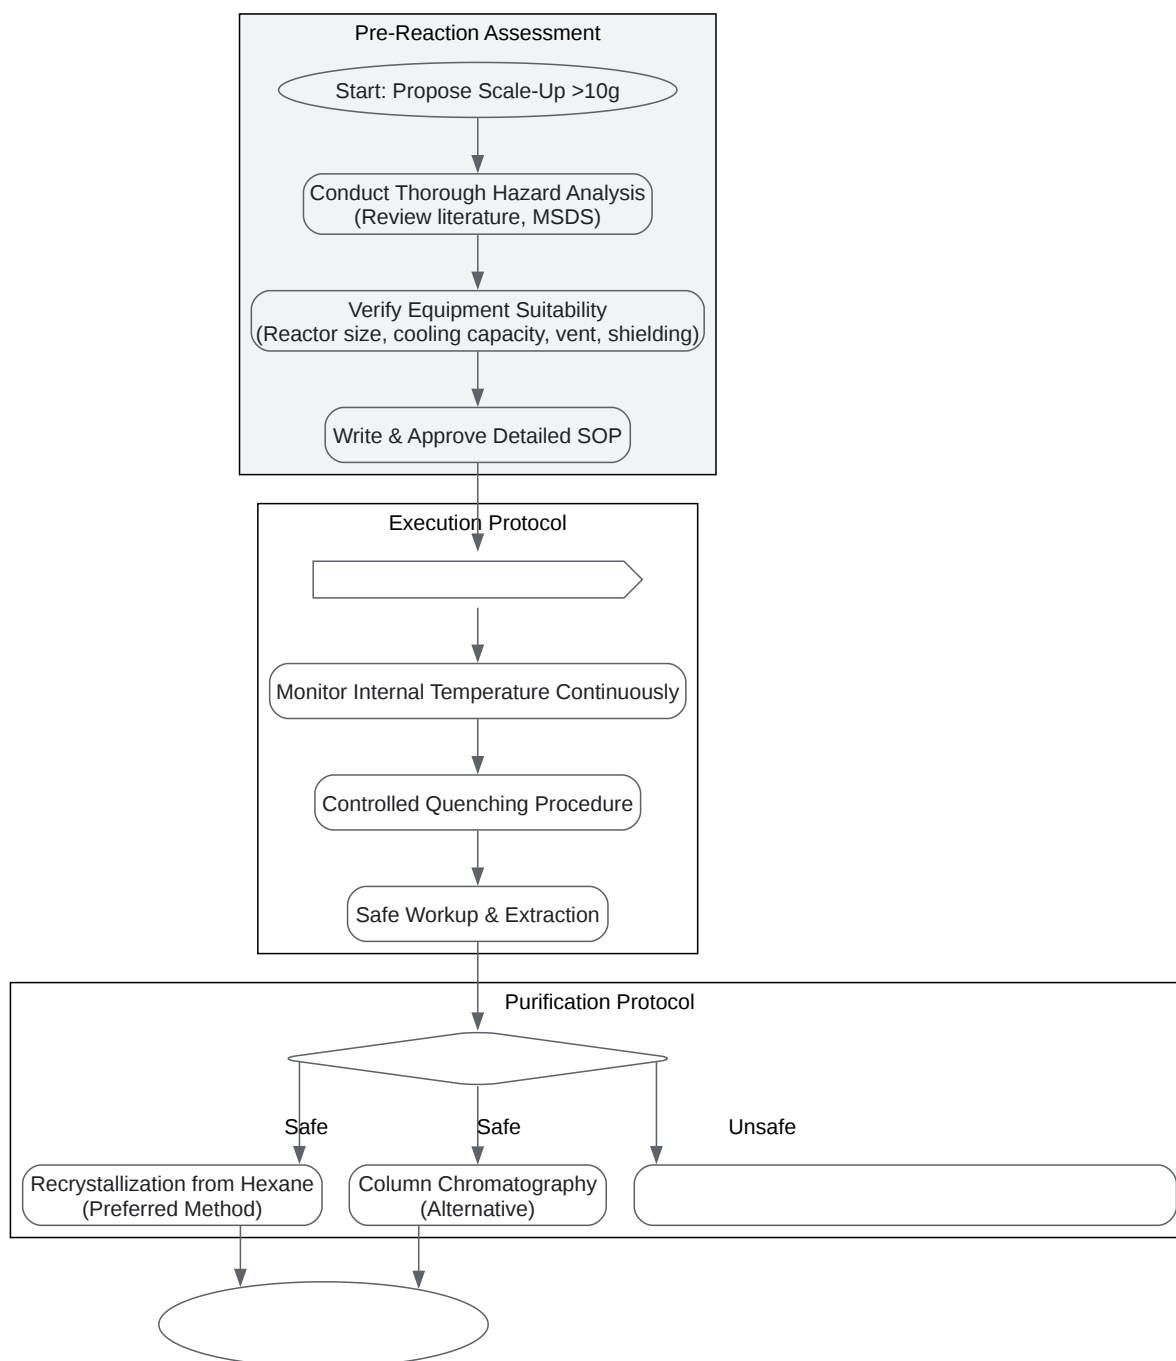 Pre-Reaction Assessment
Start: Propose Scale-Up >10g
Conduct Thorough Hazard Analysis
(Review literature, MSDS)
Verify Equipment Suitability
(Reactor size, cooling capacity, vent, shielding)
Write & Approve Detailed SOP
Execution Protocol
Monitor Internal Temperature Continuously
Controlled Quenching Procedure
Safe Workup & Extraction
Purification Protocol
Safe
Safe
Unsafe
Recrystallization from Hexane
(Preferred Method)
Column Chromatography
(Alternative)